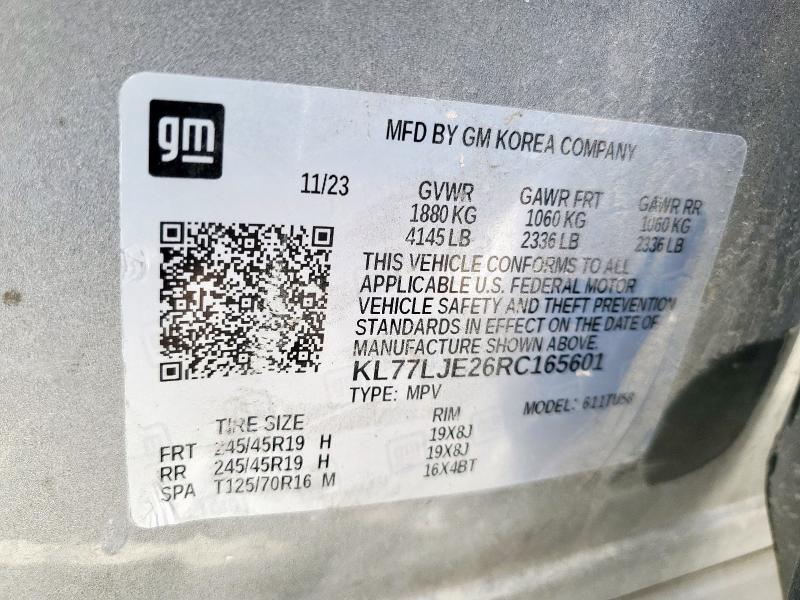 gm
MFD BY GM KOREA COMPANY
11/23
GVWR GAWR FRT GAWR RR
1880 KG 1060 KG 1060 KG
4145 LB 2336 LB 2336 LB
THIS VEHICLE CONFORMS TO ALL
APPLICABLE U.S. FEDERAL MOTOR
VEHICLE SAFETY AND THEFT PREVENTION
STANDARDS IN EFFECT ON THE DATE OF
MANUFACTURE SHOWN ABOVE.
KL77LJE26RC165601
TYPE: MPV MODEL:
TIRE SIZE RIM
FRT 245/45R19 H 19X8J
RR 245/45R19 H 19X8J
SPA T125/70R16 M 16X4BT